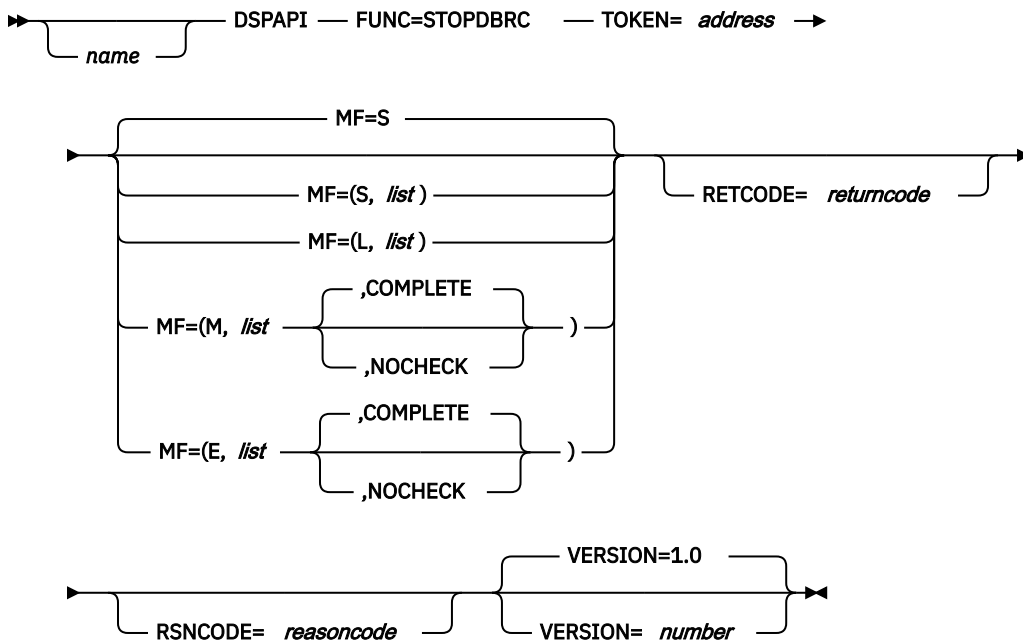 DSPAPI FUNC=STOPDBRC TOKEN= address
name
MF=S
MF=(S, list )
RETCODE= returncode
MF=(L, list )
,COMPLETE
MF=(M, list )
,NOCHECK
,COMPLETE
MF=(E, list )
,NOCHECK
VERSION=1.0
RSNCODE= reasoncode VERSION= number